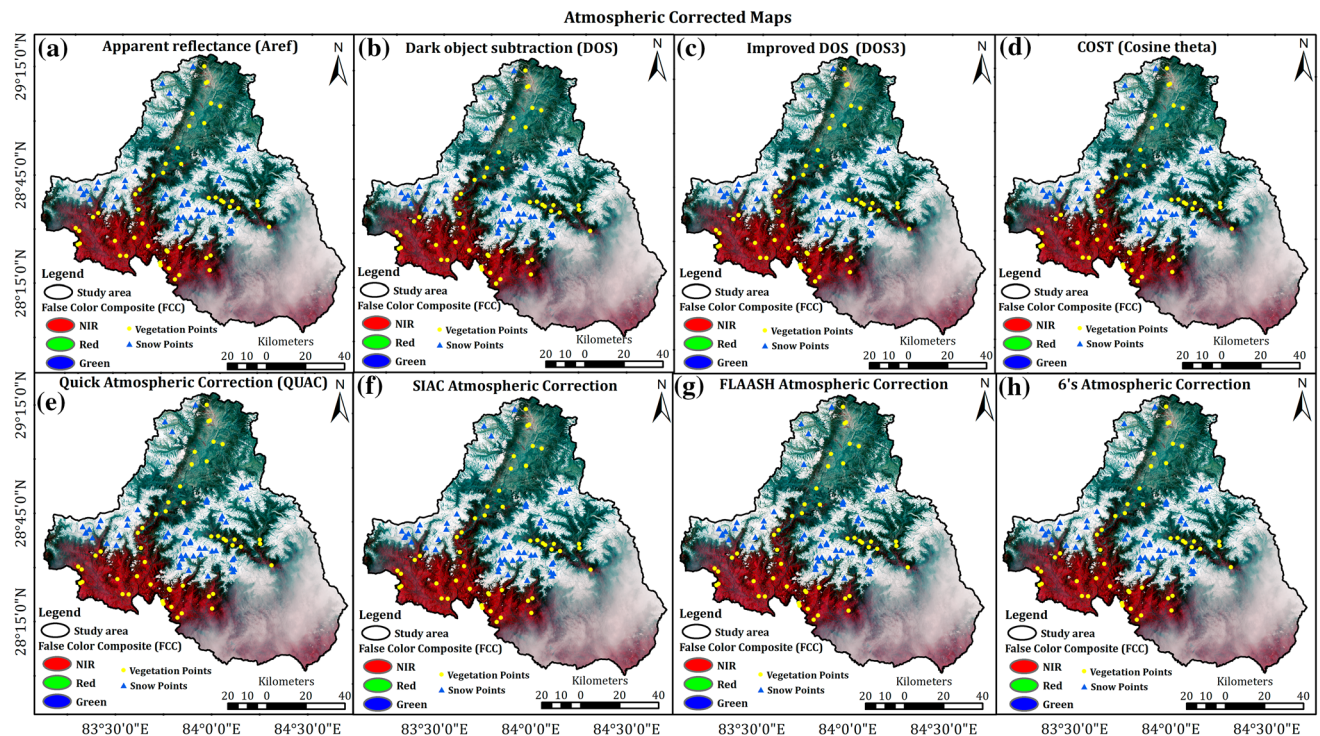 Atmospheric Corrected Maps
(a) Apparent reflectance (Aref) N
(b) Dark object subtraction (DOS) N
(c) Improved DOS (DOS3) N
(d) COST (Cosine theta) N
29°15'0"N
28°45'0"N
28°15'0"N
Legend
Study area
False Color Composite (FCC)
NIR
Red
Green
Vegetation Points
Snow Points
Kilometers
20 10 0 20 40
Legend
Study area
False Color Composite (FCC)
NIR
Red
Green
Vegetation Points
Snow Points
Kilometers
20 10 0 20 40
Legend
Study area
False Color Composite (FCC)
NIR
Red
Green
Vegetation Points
Snow Points
Kilometers
20 10 0 20 40
Legend
Study area
False Color Composite (FCC)
NIR
Red
Green
Vegetation Points
Snow Points
Kilometers
20 10 0 20 40
(e) Quick Atmospheric Correction (QUAC) N
(f) SIAC Atmospheric Correction N
(g) FLAASH Atmospheric Correction N
(h) 6's Atmospheric Correction N
29°15'0"N
28°45'0"N
28°15'0"N
Legend
Study area
False Color Composite (FCC)
NIR
Red
Green
Vegetation Points
Snow Points
Kilometers
20 10 0 20 40
Legend
Study area
False Color Composite (FCC)
NIR
Red
Green
Vegetation Points
Snow Points
Kilometers
20 10 0 20 40
Legend
Study area
False Color Composite (FCC)
NIR
Red
Green
Vegetation Points
Snow Points
Kilometers
20 10 0 20 40
Legend
Study area
False Color Composite (FCC)
NIR
Red
Green
Vegetation Points
Snow Points
Kilometers
20 10 0 20 40
83°30'0"E 84°0'0"E 84°30'0"E
83°30'0"E 84°0'0"E 84°30'0"E
83°30'0"E 84°0'0"E 84°30'0"E
83°30'0"E 84°0'0"E 84°30'0"E